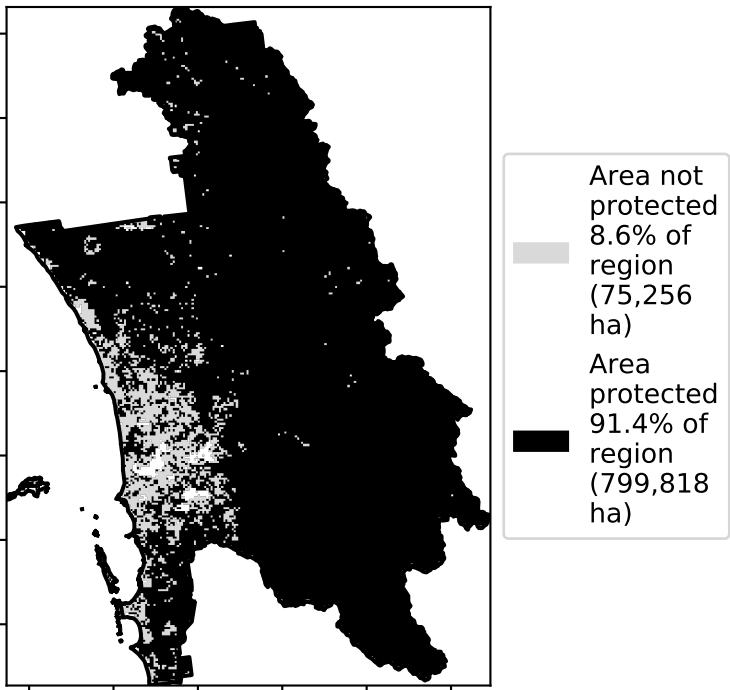 Area not
protected
8.6% of
region
(75,256
ha)
Area
protected
91.4% of
region
(799,818
ha)